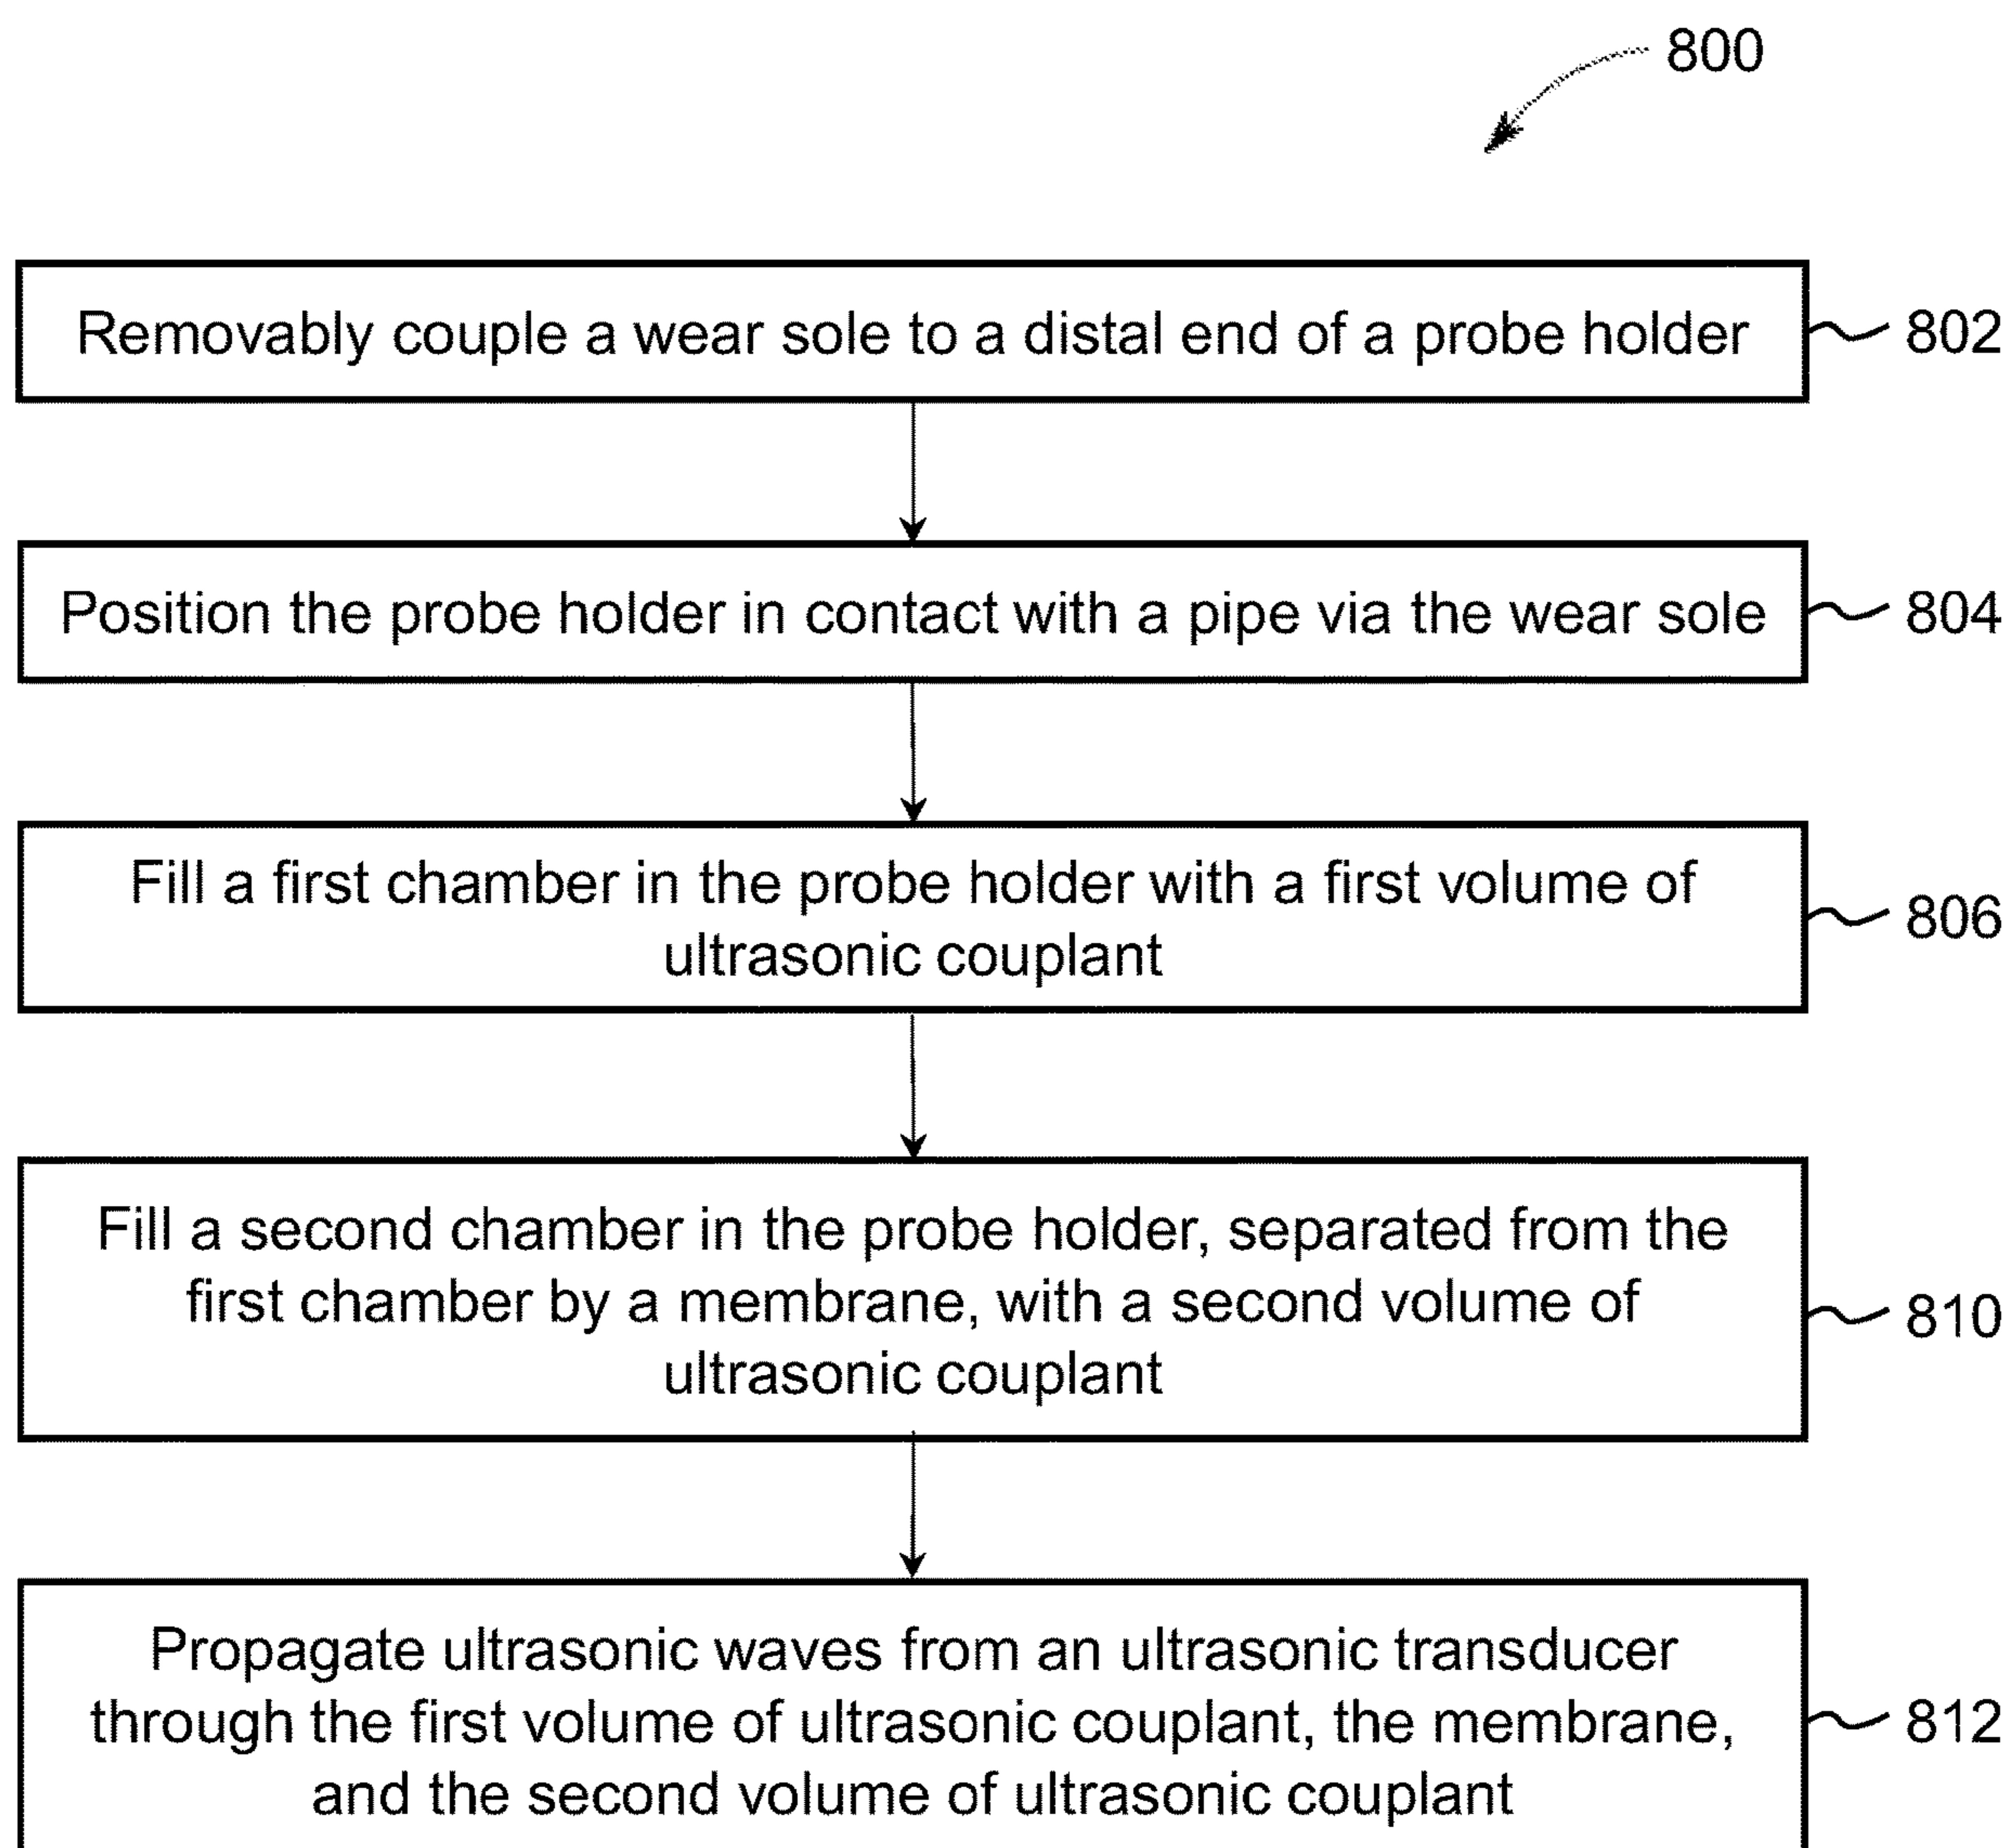 800
Removably couple a wear sole to a distal end of a probe holder
802
Position the probe holder in contact with a pipe via the wear sole
804
Fill a first chamber in the probe holder with a first volume of
ultrasonic couplant
806
Fill a second chamber in the probe holder, separated from the
first chamber by a membrane, with a second volume of
ultrasonic couplant
810
Propagate ultrasonic waves from an ultrasonic transducer
through the first volume of ultrasonic couplant, the membrane,
and the second volume of ultrasonic couplant
812